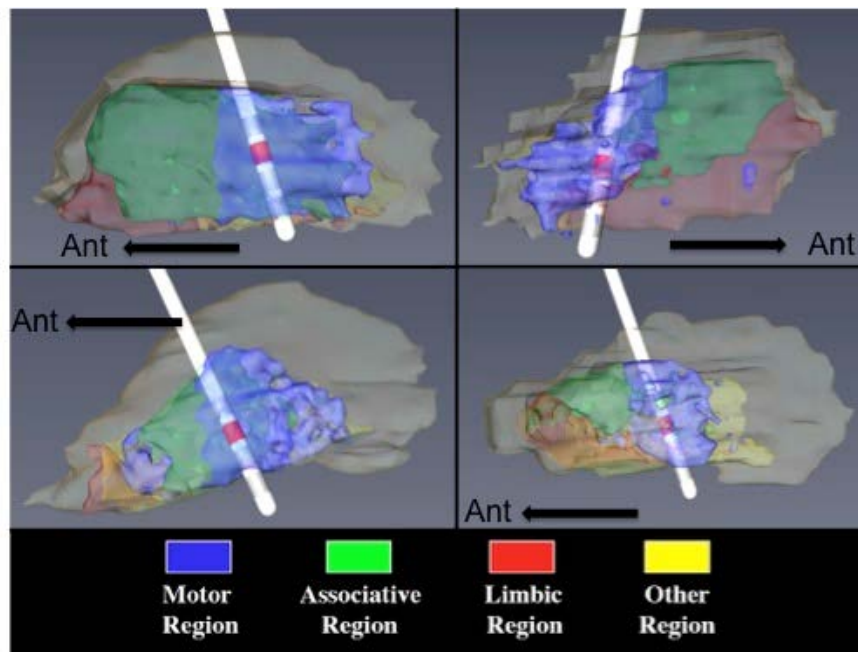 Ant
Ant
Ant
Ant
Motor Associative Limbic Other
Region Region Region Region